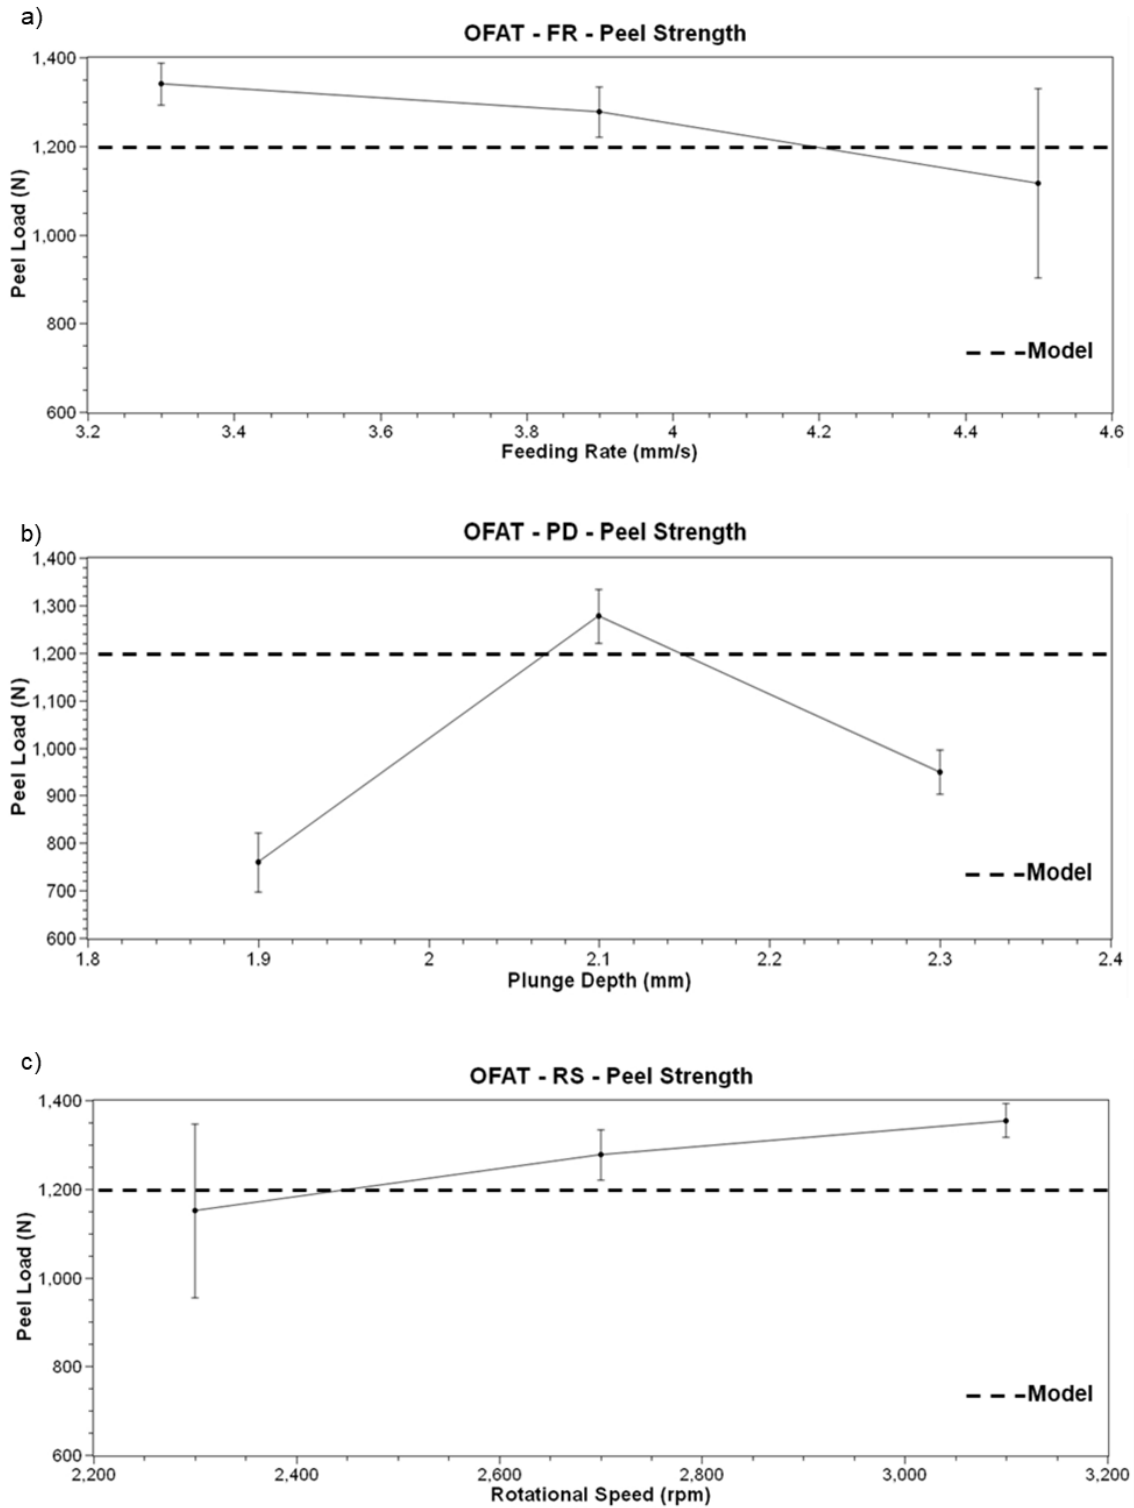 a)
OFAT - FR - Peel Strength
1,400
1,200
1,000
800
600
Peel Load (N)
Model
3.2 3.4 3.6 3.8 4 4.2 4.4 4.6
Feeding Rate (mm/s)
b)
OFAT - PD - Peel Strength
1,400
1,300
1,200
1,100
1,000
900
800
700
600
Peel Load (N)
Model
1.8 1.9 2 2.1 2.2 2.3 2.4
Plunge Depth (mm)
c)
OFAT - RS - Peel Strength
1,400
1,200
1,000
800
600
Peel Load (N)
Model
2,200 2,400 2,600 2,800 3,000 3,200
Rotational Speed (rpm)